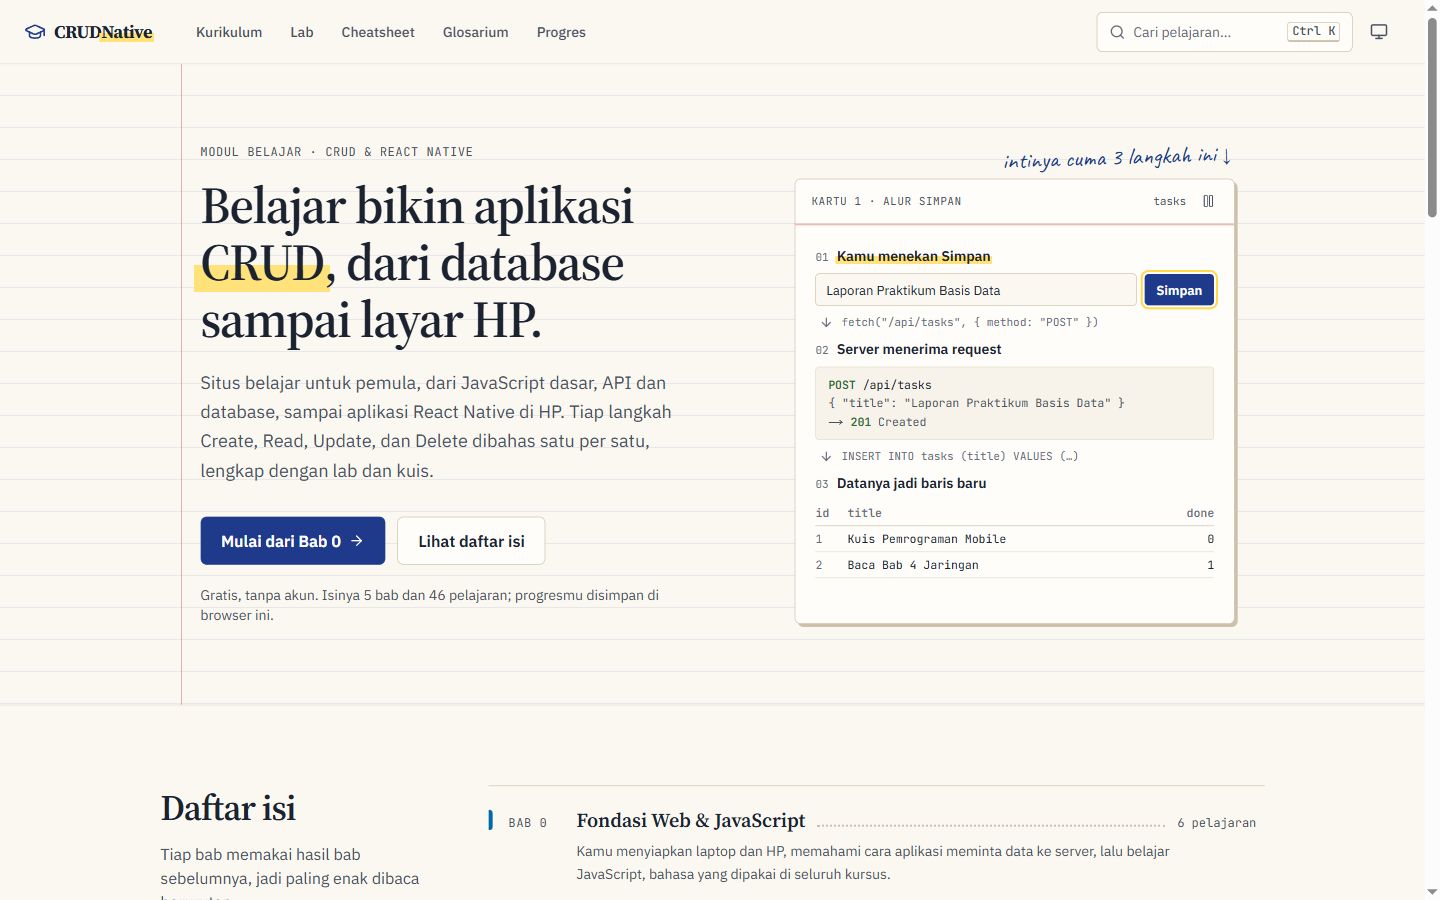 CRUDNative
Kurikulum
Lab
Cheatsheet
Glosarium
Progres
Cari pelajaran...
Ctrl K
MODUL BELAJAR · CRUD & REACT NATIVE
Belajar bikin aplikasi
CRUD, dari database
sampai layar HP.
Situs belajar untuk pemula, dari JavaScript dasar, API dan
database, sampai aplikasi React Native di HP. Tiap langkah
Create, Read, Update, dan Delete dibahas satu per satu,
lengkap dengan lab dan kuis.
Mulai dari Bab 0 →
Lihat daftar isi
Gratis, tanpa akun. Isinya 5 bab dan 46 pelajaran; progresmu disimpan di
browser ini.
intinya cuma 3 langkah ini ↓
KARTU 1 · ALUR SIMPAN
tasks
01 Kamu menekan Simpan
Laporan Praktikum Basis Data
Simpan
↓ fetch("/api/tasks", { method: "POST" })
02 Server menerima request
POST /api/tasks
{ "title": "Laporan Praktikum Basis Data" }
→ 201 Created
↓ INSERT INTO tasks (title) VALUES (…)
03 Datanya jadi baris baru
id title done
1 Kuis Pemrograman Mobile 0
2 Baca Bab 4 Jaringan 1
Daftar isi
Tiap bab memakai hasil bab
sebelumnya, jadi paling enak dibaca
BAB 0
Fondasi Web & JavaScript
6 pelajaran
Kamu menyiapkan laptop dan HP, memahami cara aplikasi meminta data ke server, lalu belajar
JavaScript, bahasa yang dipakai di seluruh kursus.